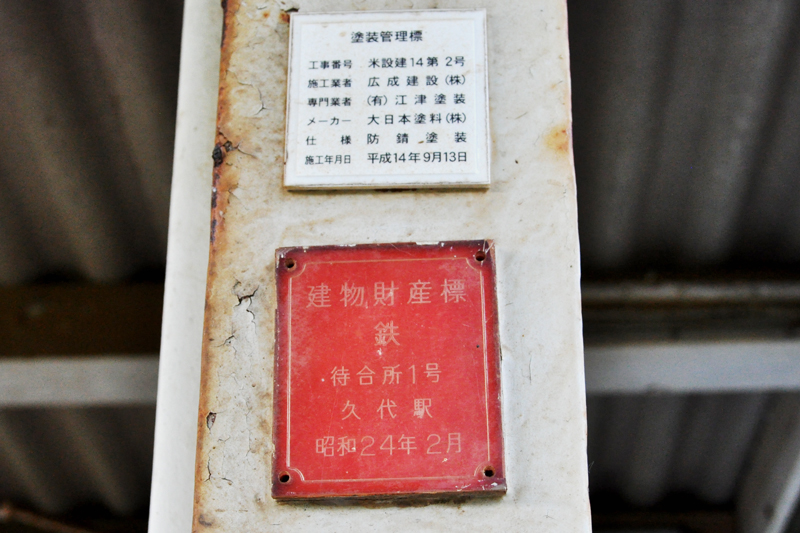 塗装管理標
工事番号 米設建14第2号
施工業者 広成建設(株)
専門業者 (有)江津塗装
メーカー 大日本塗料(株)
仕様 防錆塗装
施工年月日 平成14年9月13日
建物財産標
鉄
待合所1号
久代駅
昭和24年2月